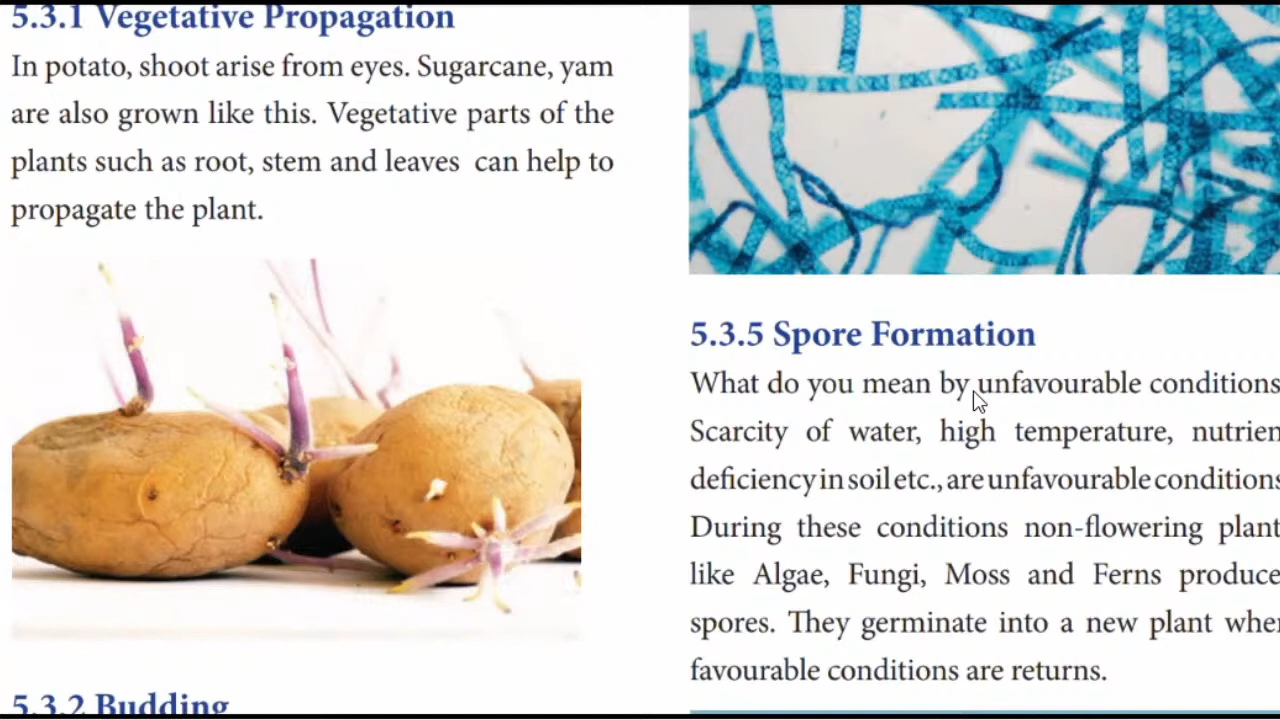 5.3.1 Vegetative Propagation
In potato, shoot arise from eyes. Sugarcane, yam
are also grown like this. Vegetative parts of the
plants such as root, stem and leaves can help to
propagate the plant.
5.3.2 Budding
5.3.5 Spore Formation
What do you mean by unfavourable conditions
Scarcity of water, high temperature, nutrien
deficiency in soil etc., are unfavourable conditions
During these conditions non-flowering plant
like Algae, Fungi, Moss and Ferns produce
spores. They germinate into a new plant when
favourable conditions are returns.